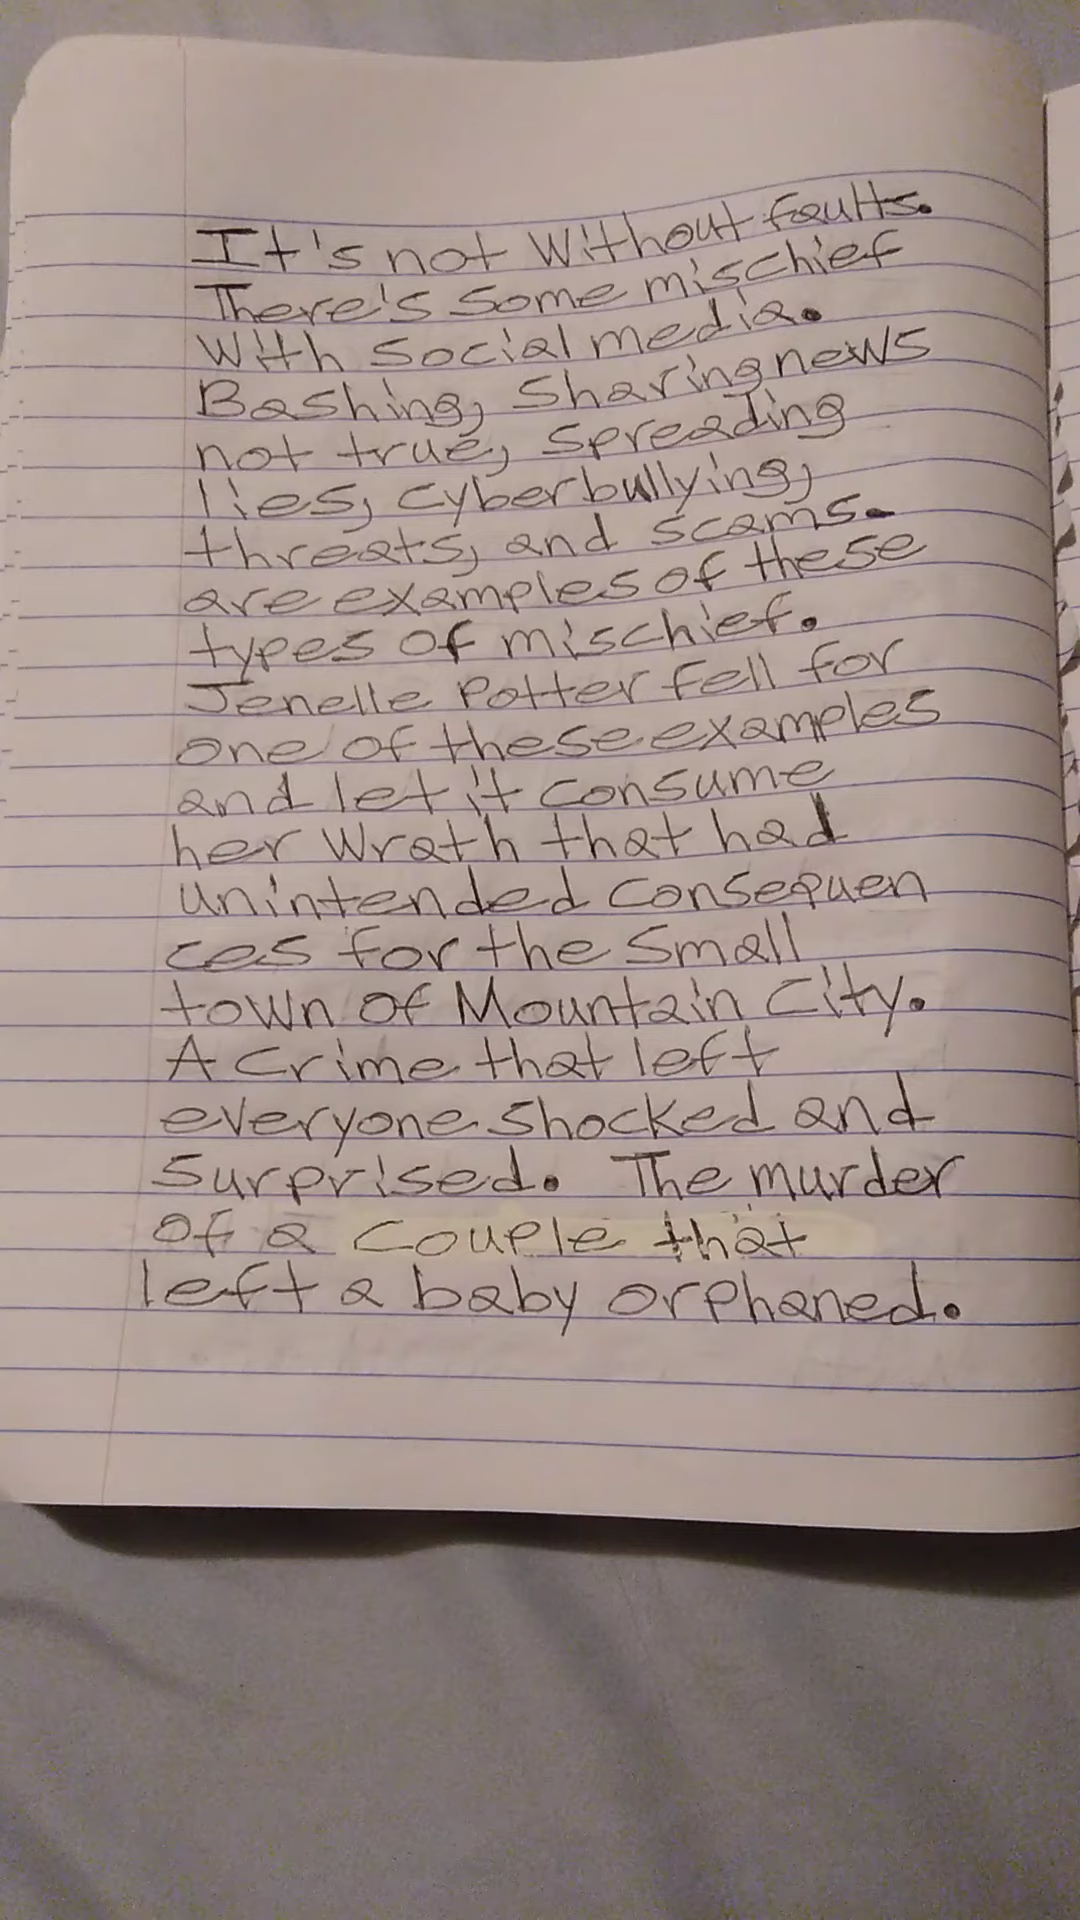 It's not without faults.
There's some mischief
with social media.
Bashing, sharing news
not true, spreading
lies, cyberbullying,
threats, and scams.
are examples of these
types of mischief.
Jenelle Potter fell for
one of these examples
and let it consume
her wrath that had
unintended consequen
ces for the small
town of Mountain City.
A crime that left
everyone shocked and
surprised. The murder
of a couple that
left a baby orphaned.